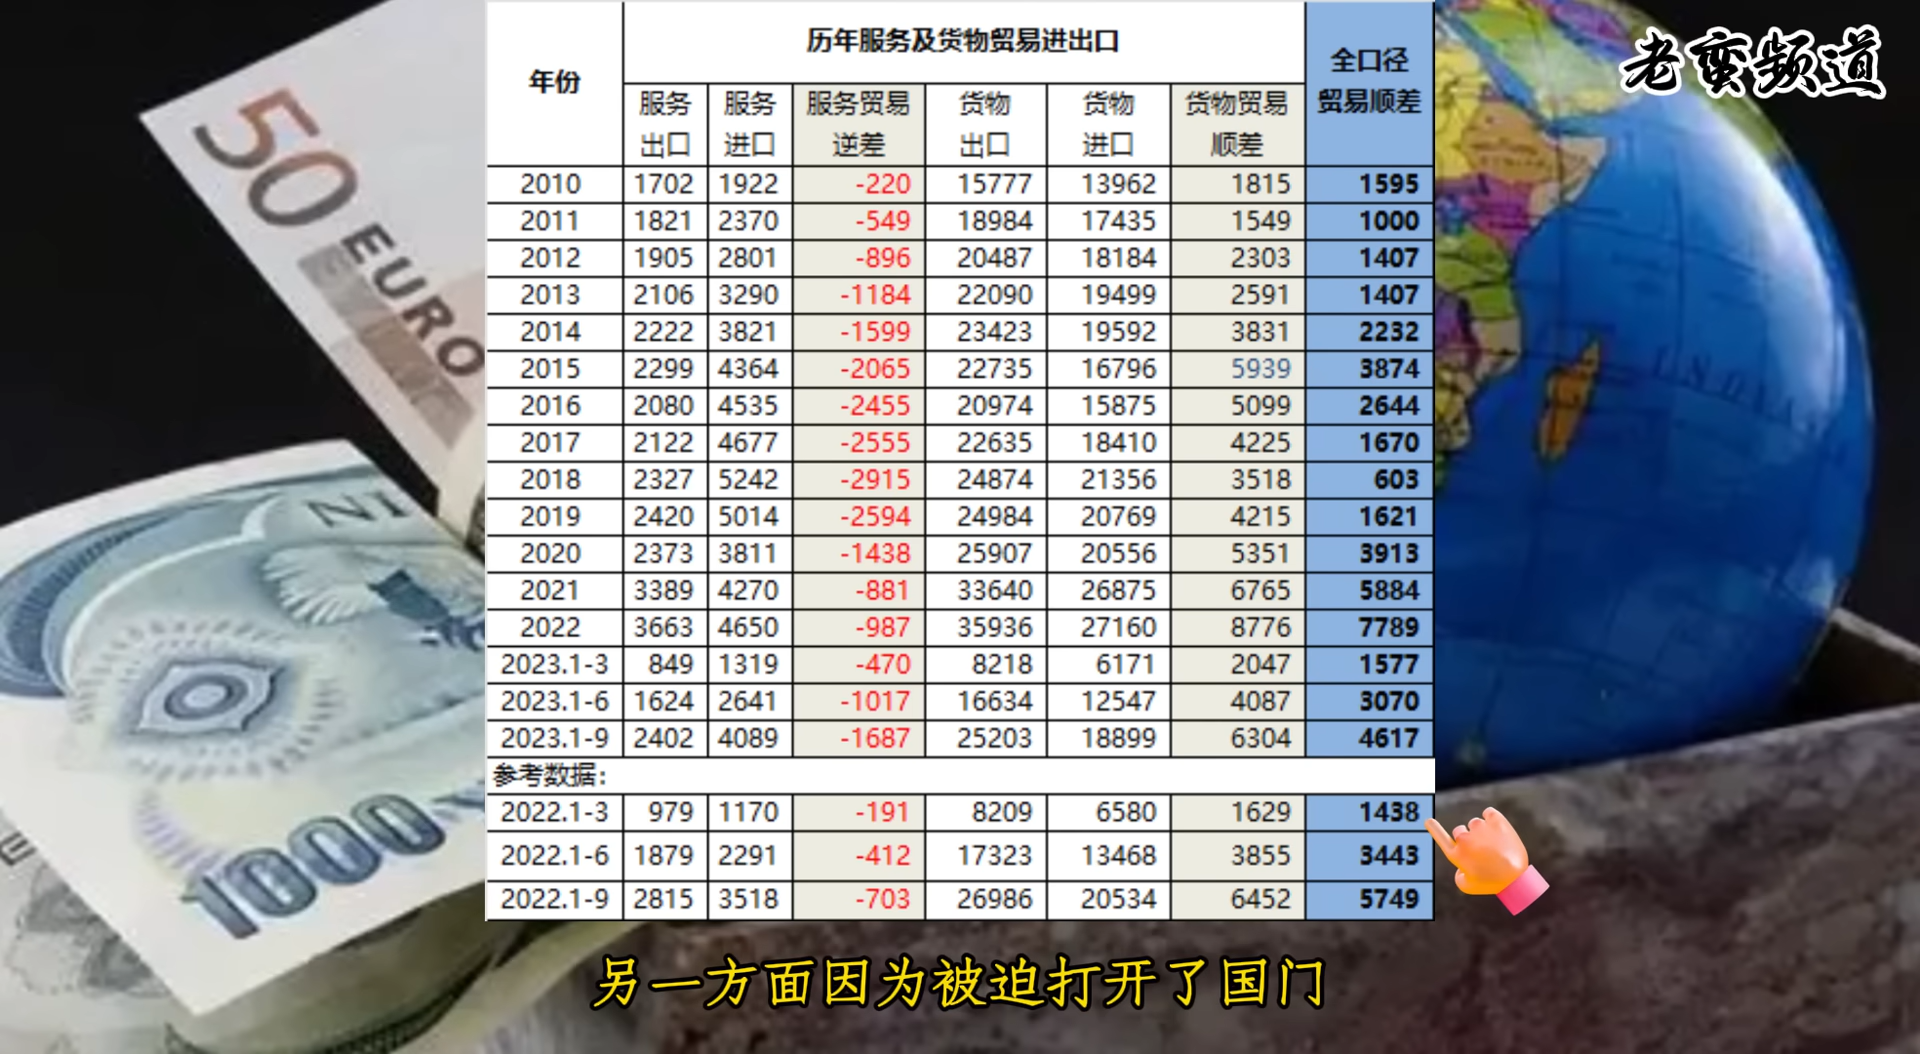 老蛮频道
历年服务及货物贸易进出口
年份
全口径
贸易顺差
服务 服务 服务贸易 货物 货物 货物贸易
出口 进口 逆差 出口 进口 顺差
2010 1702 1922 -220 15777 13962 1815 1595
2011 1821 2370 -549 18984 17435 1549 1000
2012 1905 2801 -896 20487 18184 2303 1407
2013 2106 3290 -1184 22090 19499 2591 1407
2014 2222 3821 -1599 23423 19592 3831 2232
2015 2299 4364 -2065 22735 16796 5939 3874
2016 2080 4535 -2455 20974 15875 5099 2644
2017 2122 4677 -2555 22635 18410 4225 1670
2018 2327 5242 -2915 24874 21356 3518 603
2019 2420 5014 -2594 24984 20769 4215 1621
2020 2373 3811 -1438 25907 20556 5351 3913
2021 3389 4270 -881 33640 26875 6765 5884
2022 3663 4650 -987 35936 27160 8776 7789
2023.1-3 849 1319 -470 8218 6171 2047 1577
2023.1-6 1624 2641 -1017 16634 12547 4087 3070
2023.1-9 2402 4089 -1687 25203 18899 6304 4617
参考数据：
2022.1-3 979 1170 -191 8209 6580 1629 1438
2022.1-6 1879 2291 -412 17323 13468 3855 3443
2022.1-9 2815 3518 -703 26986 20534 6452 5749
50 EURO
NI
1000
另一方面因为被迫打开了国门